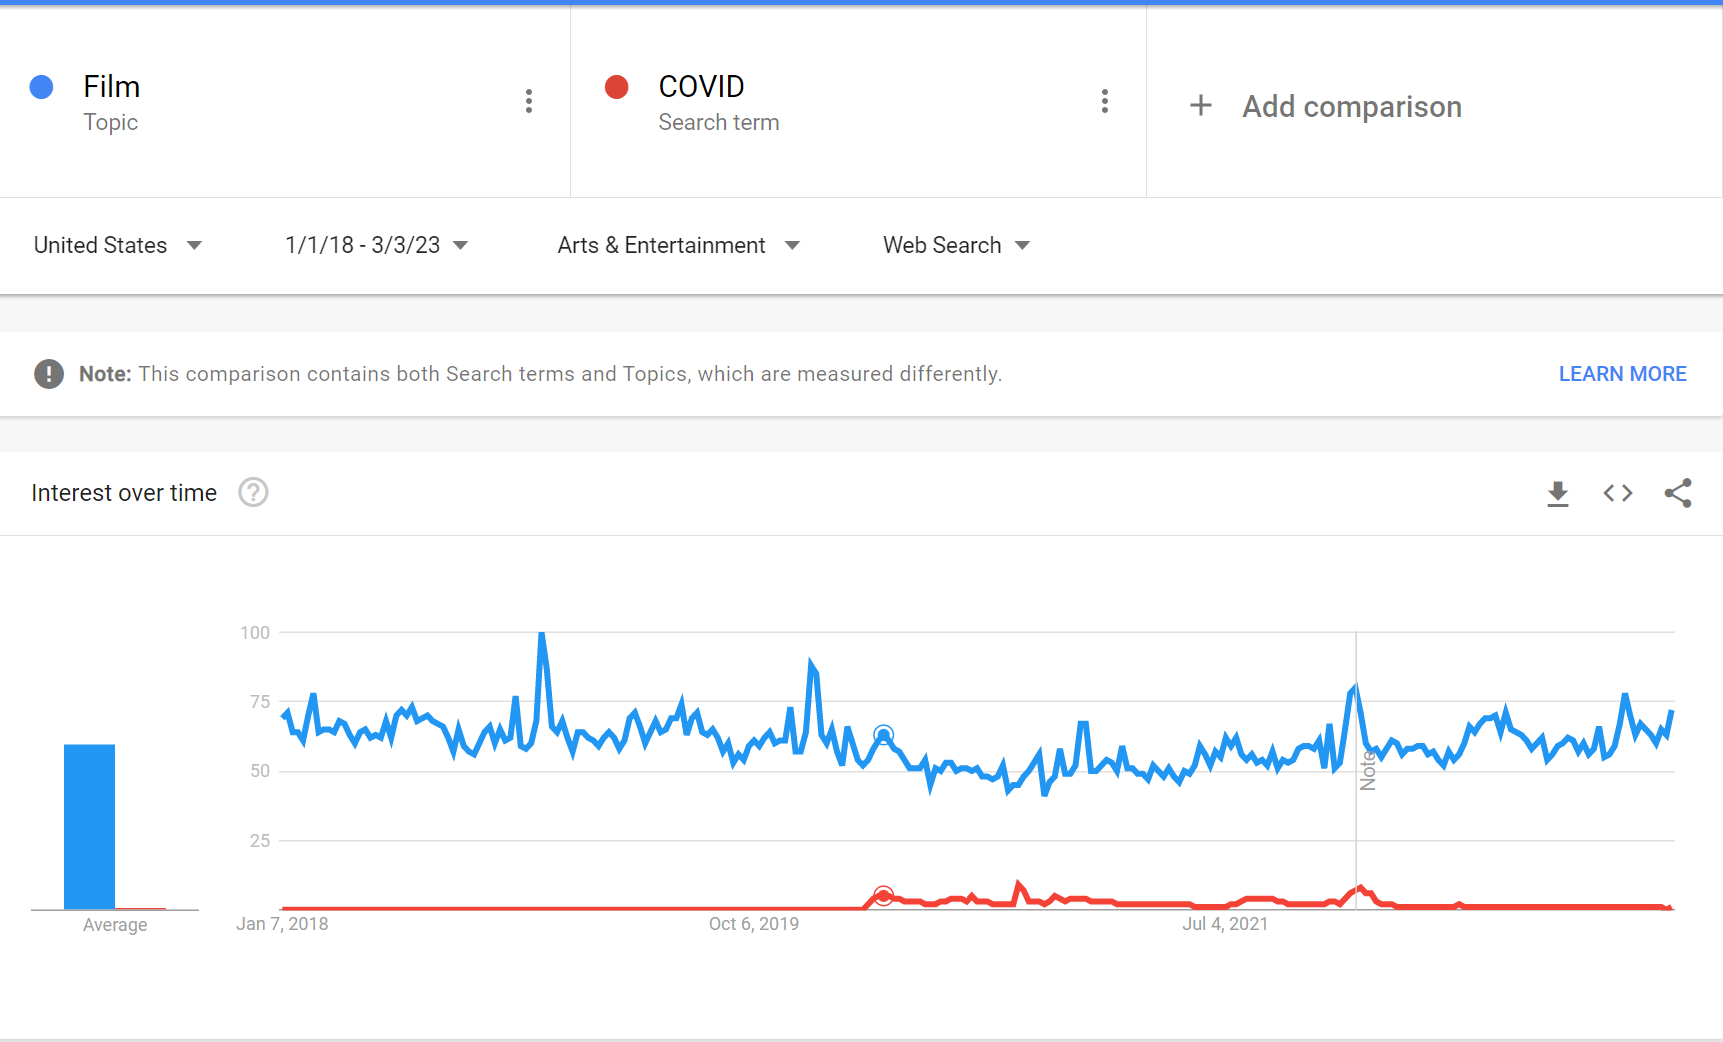 Film
Topic
COVID
Search term
+ Add comparison
United States
1/1/18 - 3/3/23
Arts & Entertainment
Web Search
Note: This comparison contains both Search terms and Topics, which are measured differently.
LEARN MORE
Interest over time
100
75
50
25
Note
Average
Jan 7, 2018
Oct 6, 2019
Jul 4, 2021